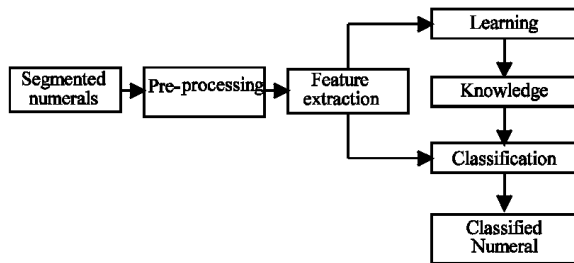 Segmented
numerals
Pre-processing
Feature
extraction
Learning
Knowledge
Classification
Classified
Numeral